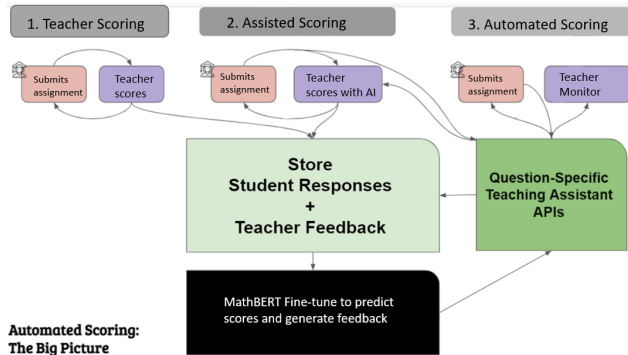 1. Teacher Scoring
2. Assisted Scoring
3. Automated Scoring
Submits
assignment
Teacher
scores
Submits
assignment
Teacher
scores with AI
Submits
assignment
Teacher
Monitor
Store
Student Responses
+
Teacher Feedback
Question-Specific
Teaching Assistant
APIs
MathBERT Fine-tune to predict
scores and generate feedback
Automated Scoring:
The Big Picture